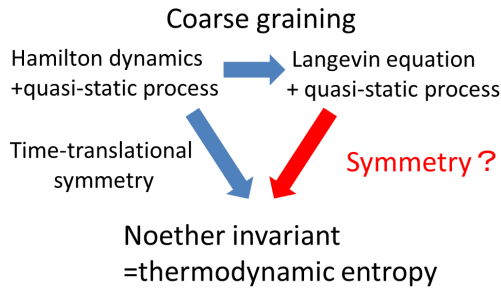 Coarse graining
Hamilton dynamics
+quasi-static process
Langevin equation
+ quasi-static process
Time-translational
symmetry
Symmetry？
Noether invariant
=thermodynamic entropy